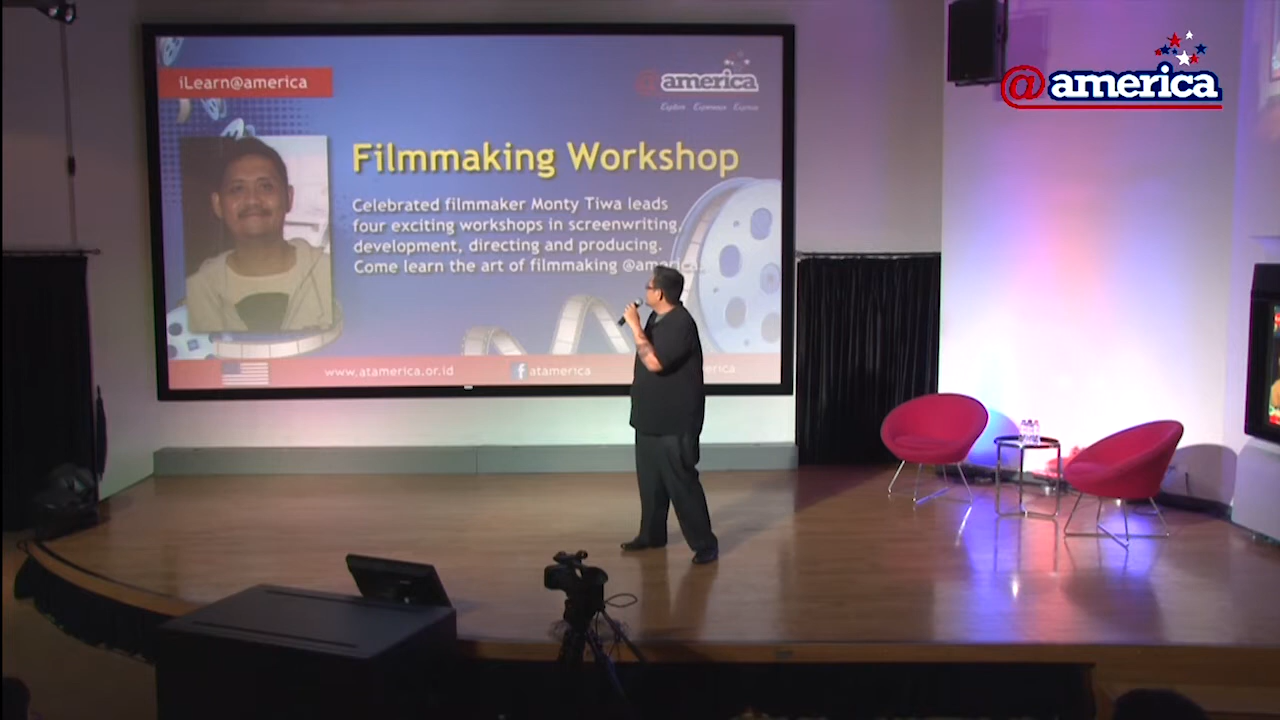 iLearn@america
@america
Explore . Experience . Express
@america
Filmmaking Workshop
Celebrated filmmaker Monty Tiwa leads
four exciting workshops in screenwriting,
development, directing and producing.
Come learn the art of filmmaking @america.
www.atamerica.or.id
f atamerica